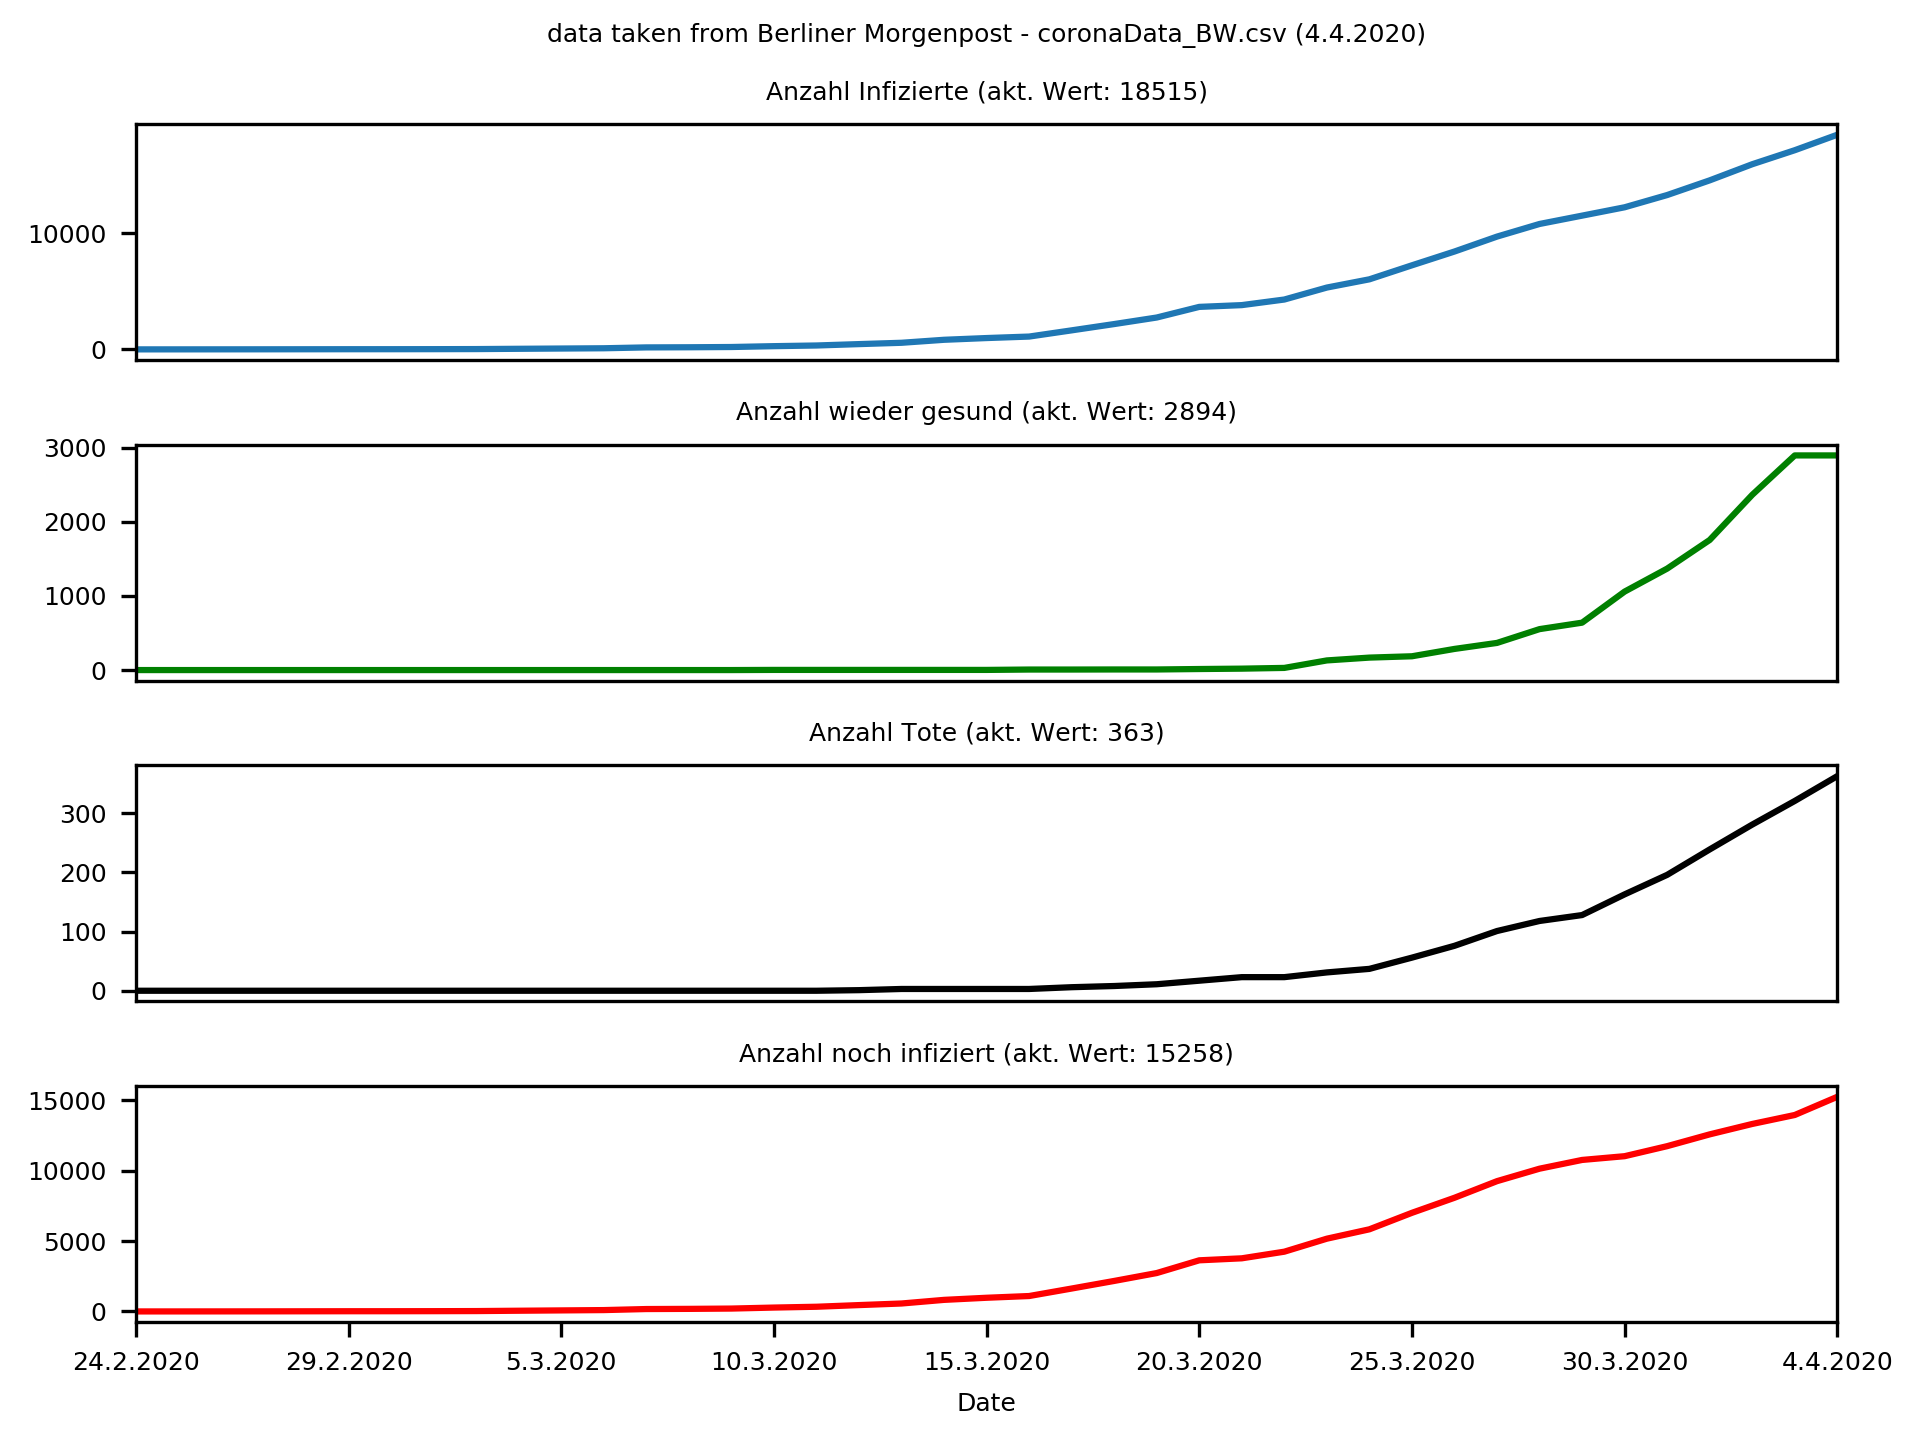 data taken from Berliner Morgenpost - coronaData_BW.csv (4.4.2020)
Anzahl Infizierte (akt. Wert: 18515)
10000
0
Anzahl wieder gesund (akt. Wert: 2894)
3000
2000
1000
0
Anzahl Tote (akt. Wert: 363)
300
200
100
0
Anzahl noch infiziert (akt. Wert: 15258)
15000
10000
5000
0
24.2.2020 29.2.2020 5.3.2020 10.3.2020 15.3.2020 20.3.2020 25.3.2020 30.3.2020 4.4.2020
Date